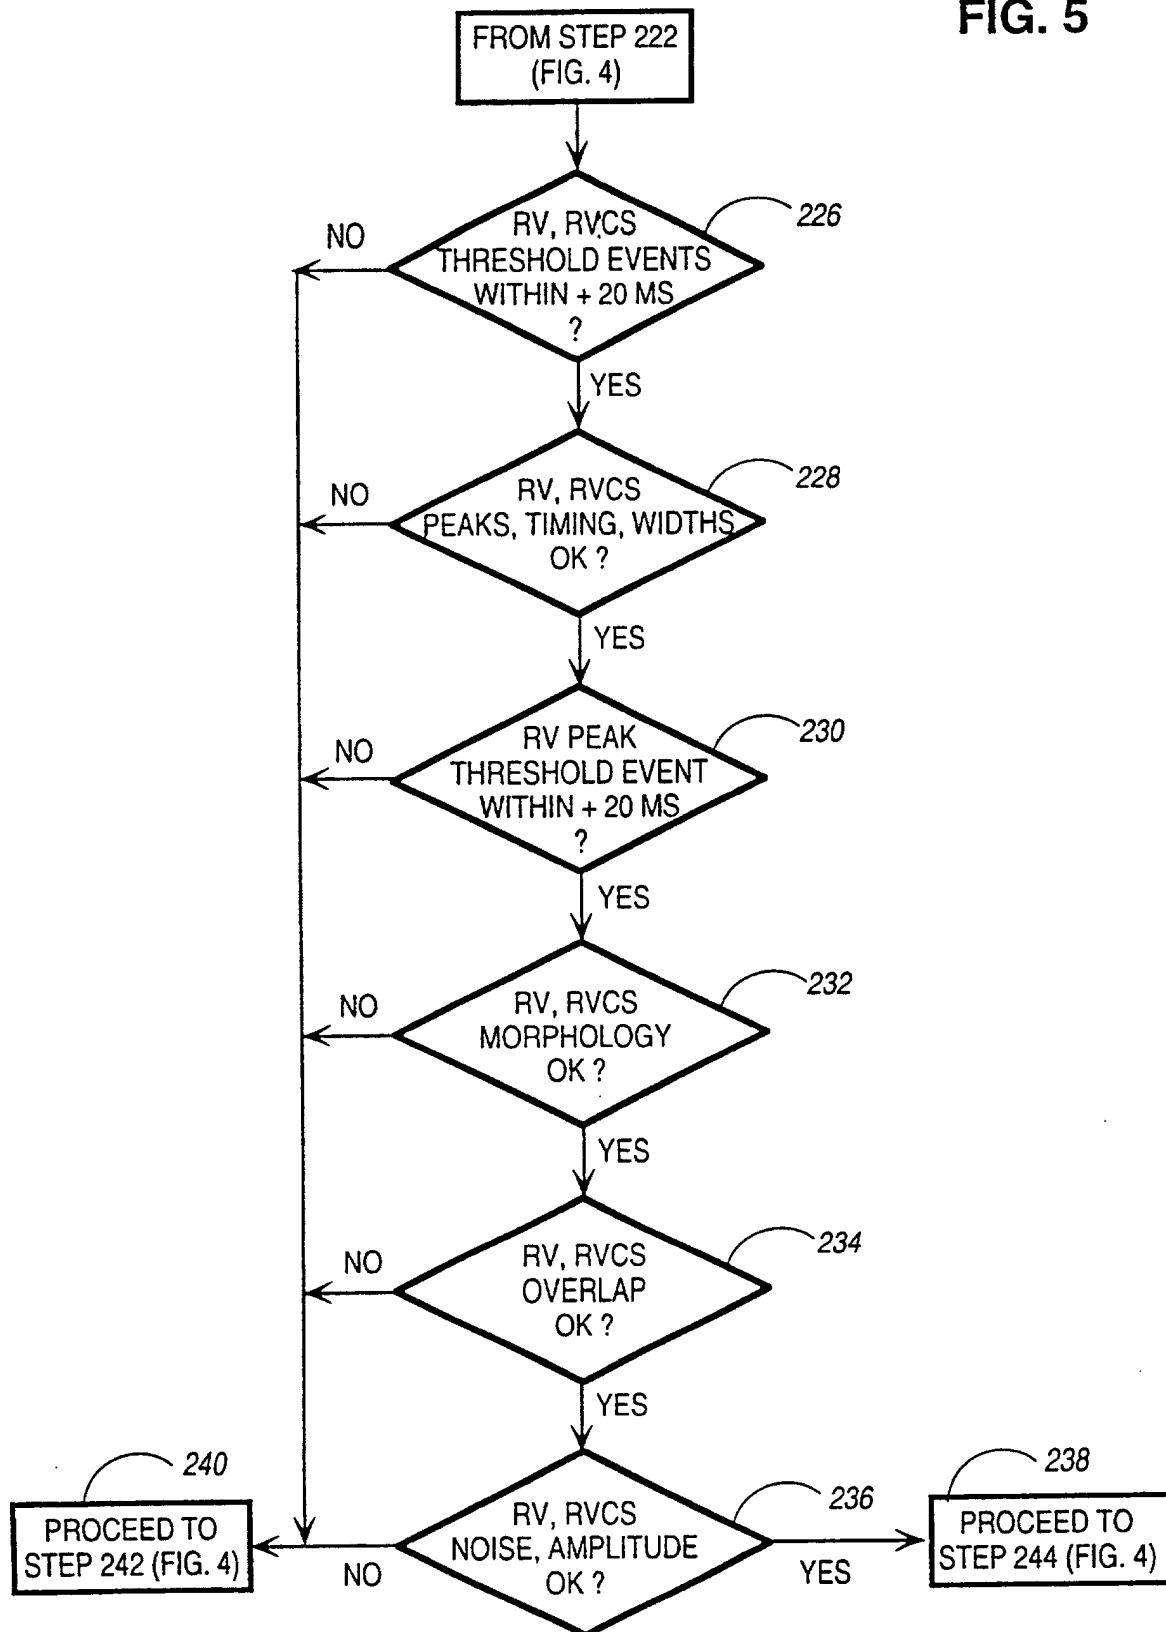 FIG. 5
FROM STEP 222
(FIG. 4)
RV, RVCS
THRESHOLD EVENTS
WITHIN + 20 MS
?
226
NO
YES
RV, RVCS
PEAKS, TIMING, WIDTHS
OK ?
228
NO
YES
RV PEAK
THRESHOLD EVENT
WITHIN + 20 MS
?
230
NO
YES
RV, RVCS
MORPHOLOGY
OK ?
232
NO
YES
RV, RVCS
OVERLAP
OK ?
234
NO
YES
RV, RVCS
NOISE, AMPLITUDE
OK ?
236
NO
YES
240
PROCEED TO
STEP 242 (FIG. 4)
238
PROCEED TO
STEP 244 (FIG. 4)